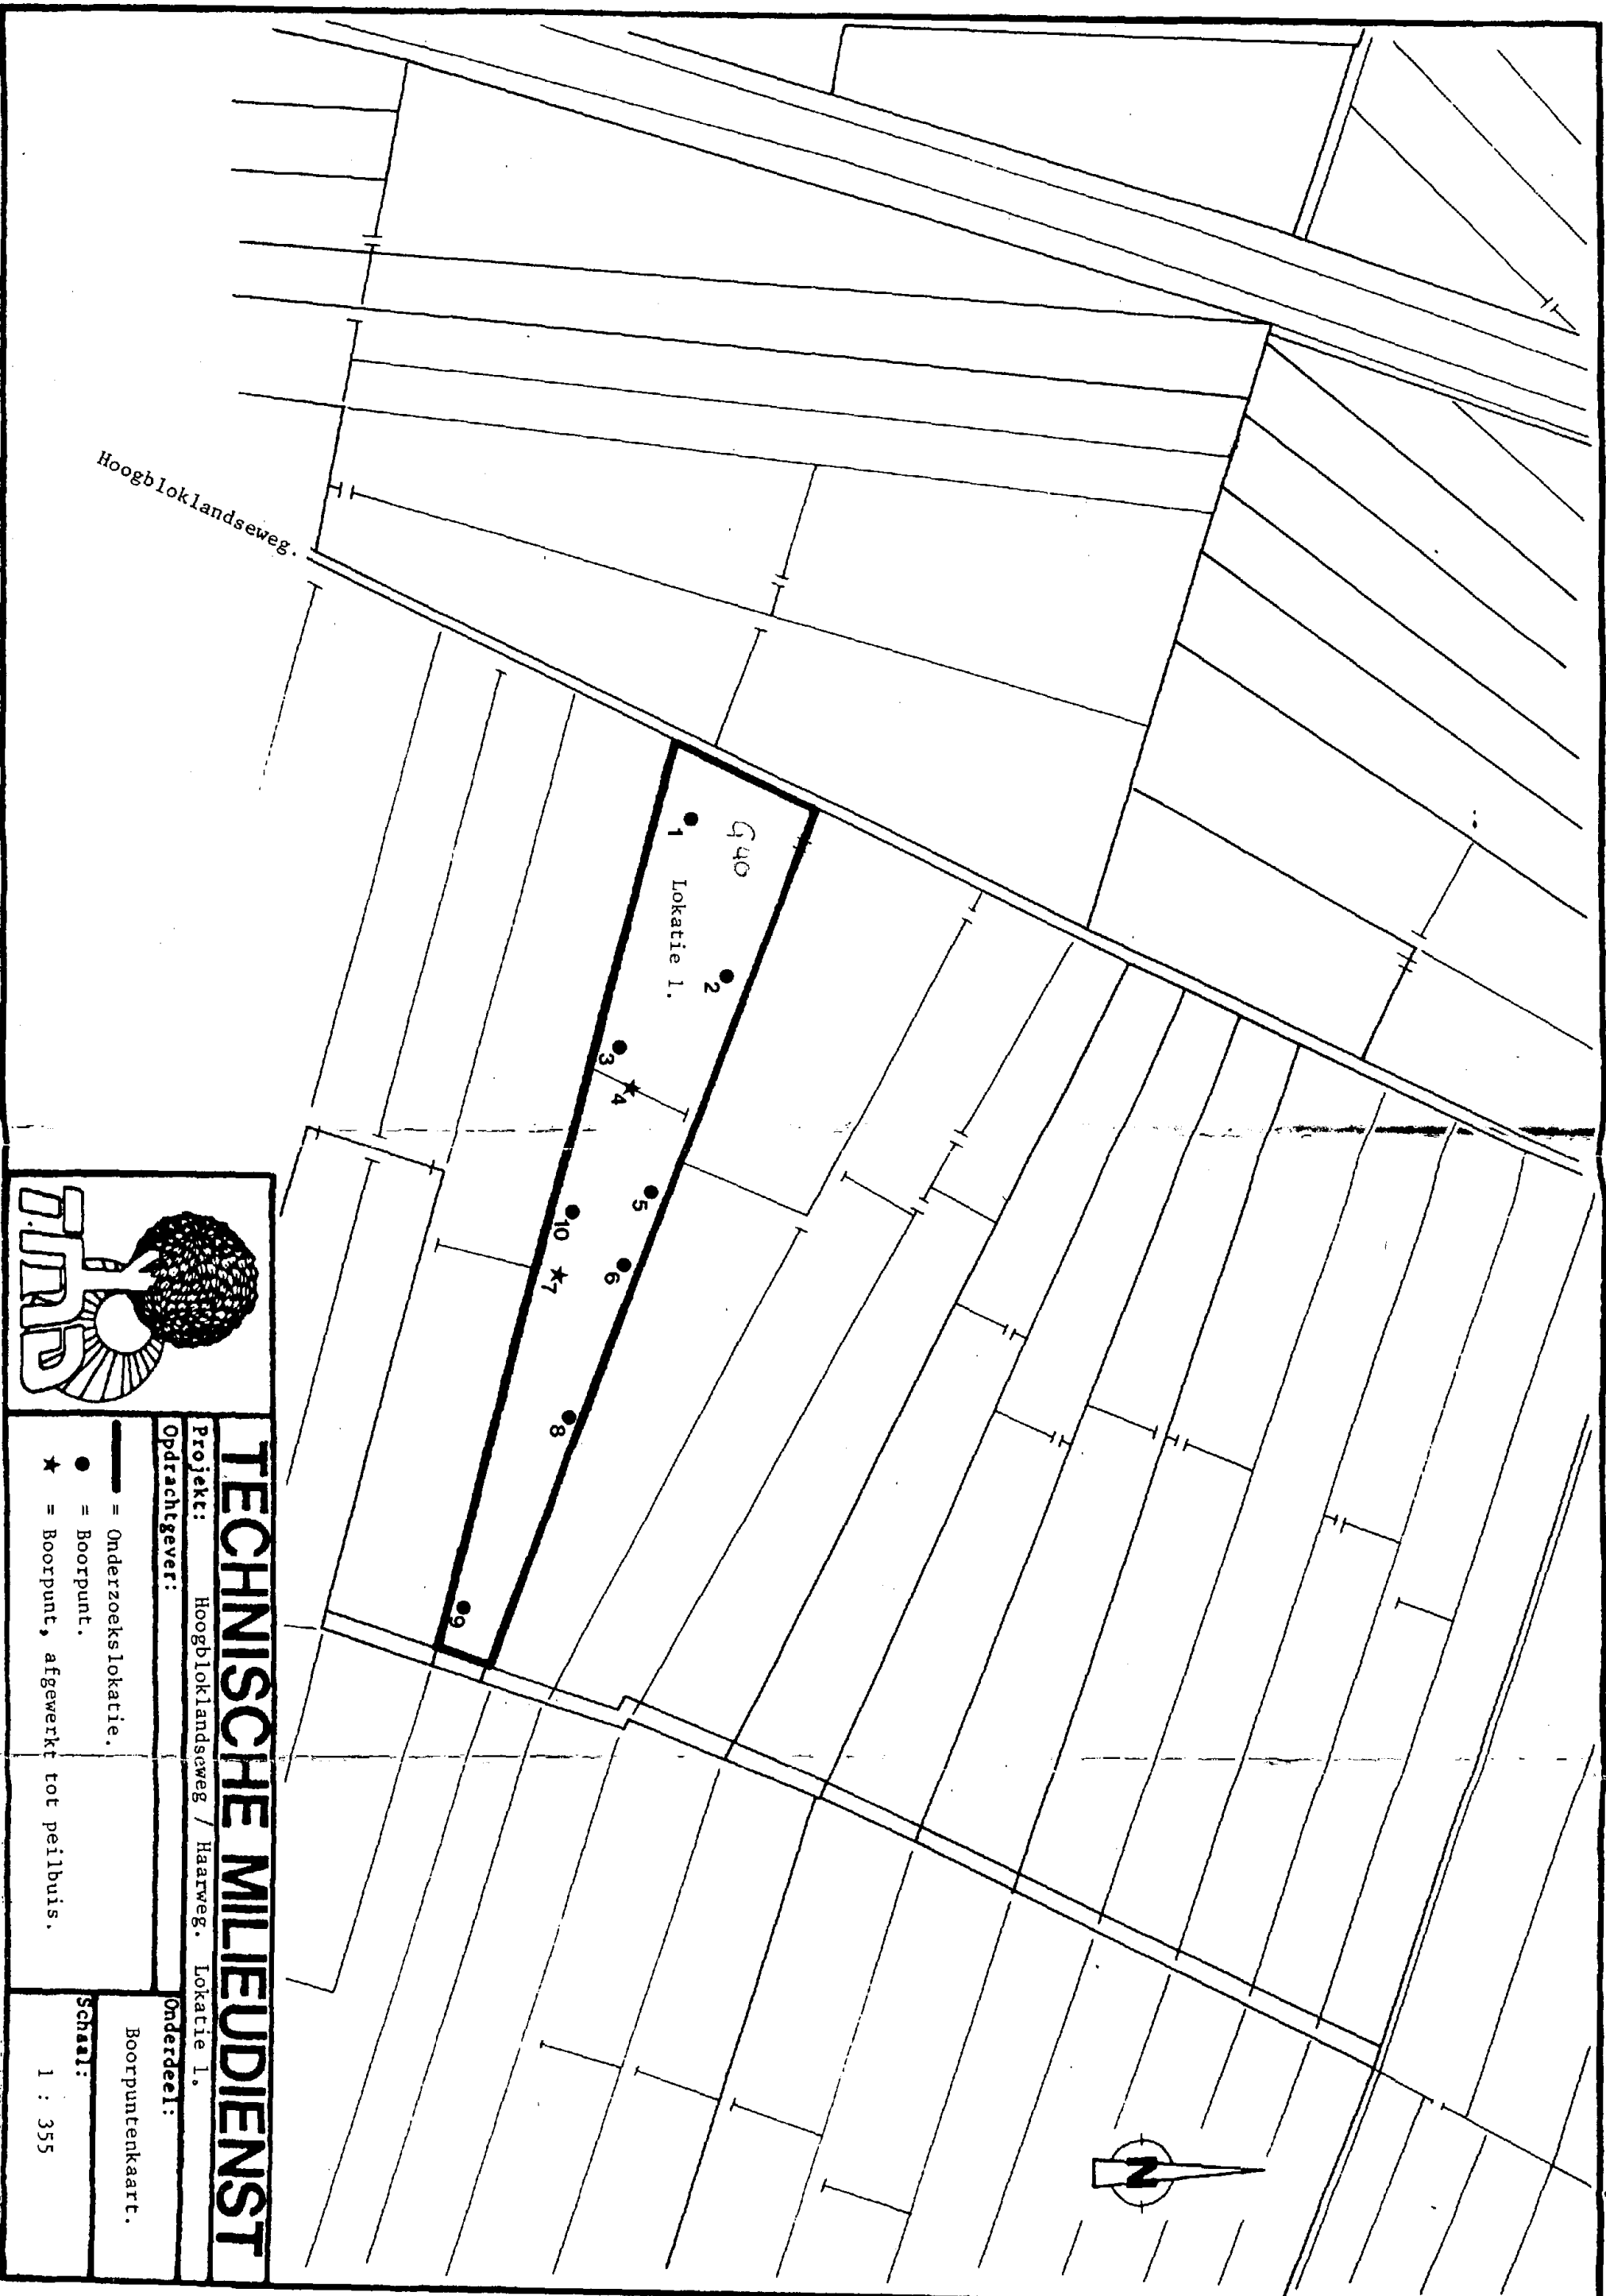 Hoogbloklandseweg.
G40
Lokatie 1.
1
2
3
4
5
6
7
8
9
10
N
TMD
TECHNISCHE MILIEUDIENST
Projekt: Hoogbloklandseweg / Haarweg. Lokatie 1.
Opdrachtgever:
= Onderzoekslokatie.
= Boorpunt.
= Boorpunt, afgewerkt tot peilbuis.
Onderdeel:
Boorpuntenkaart.
Schaal:
1 : 355